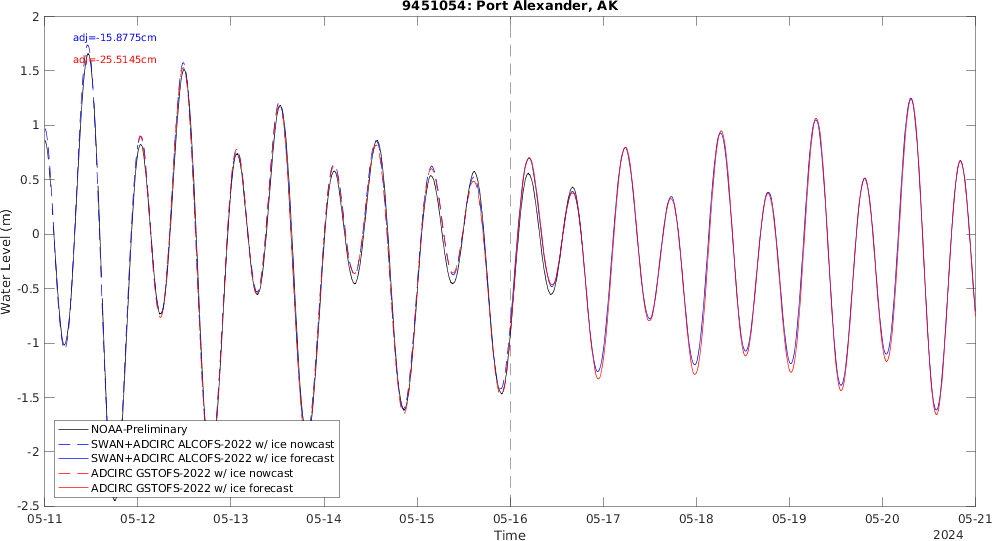 9451054: Port Alexander, AK
adj=-15.8775cm
adj=-25.5145cm
Water Level (m)
2
1.5
1
0.5
0
-0.5
-1
-1.5
-2
-2.5
NOAA-Preliminary
SWAN+ADCIRC ALCOFS-2022 w/ ice nowcast
SWAN+ADCIRC ALCOFS-2022 w/ ice forecast
ADCIRC GSTOFS-2022 w/ ice nowcast
ADCIRC GSTOFS-2022 w/ ice forecast
05-11 05-12 05-13 05-14 05-15 05-16 05-17 05-18 05-19 05-20 05-21
Time
2024